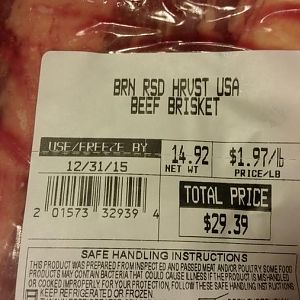 BRN RSD HRVST USA
BEEF BRISKET
USE/FREEZE BY
12/31/15
14.92
NET WT
$1.97/lb
PRICE/LB
TOTAL PRICE
$29.39
2 01573 32939 4
SAFE HANDLING INSTRUCTIONS
THIS PRODUCT WAS PREPARED FROM INSPECTED AND PASSED MEAT AND/OR POULTRY. SOME FOOD
PRODUCTS MAY CONTAIN BACTERIA THAT COULD CAUSE ILLNESS IF THE PRODUCT IS MISHANDLED
OR COOKED IMPROPERLY. FOR YOUR PROTECTION, FOLLOW THESE SAFE HANDLING INSTRUCTIONS.
KEEP REFRIGERATED OR FROZEN.